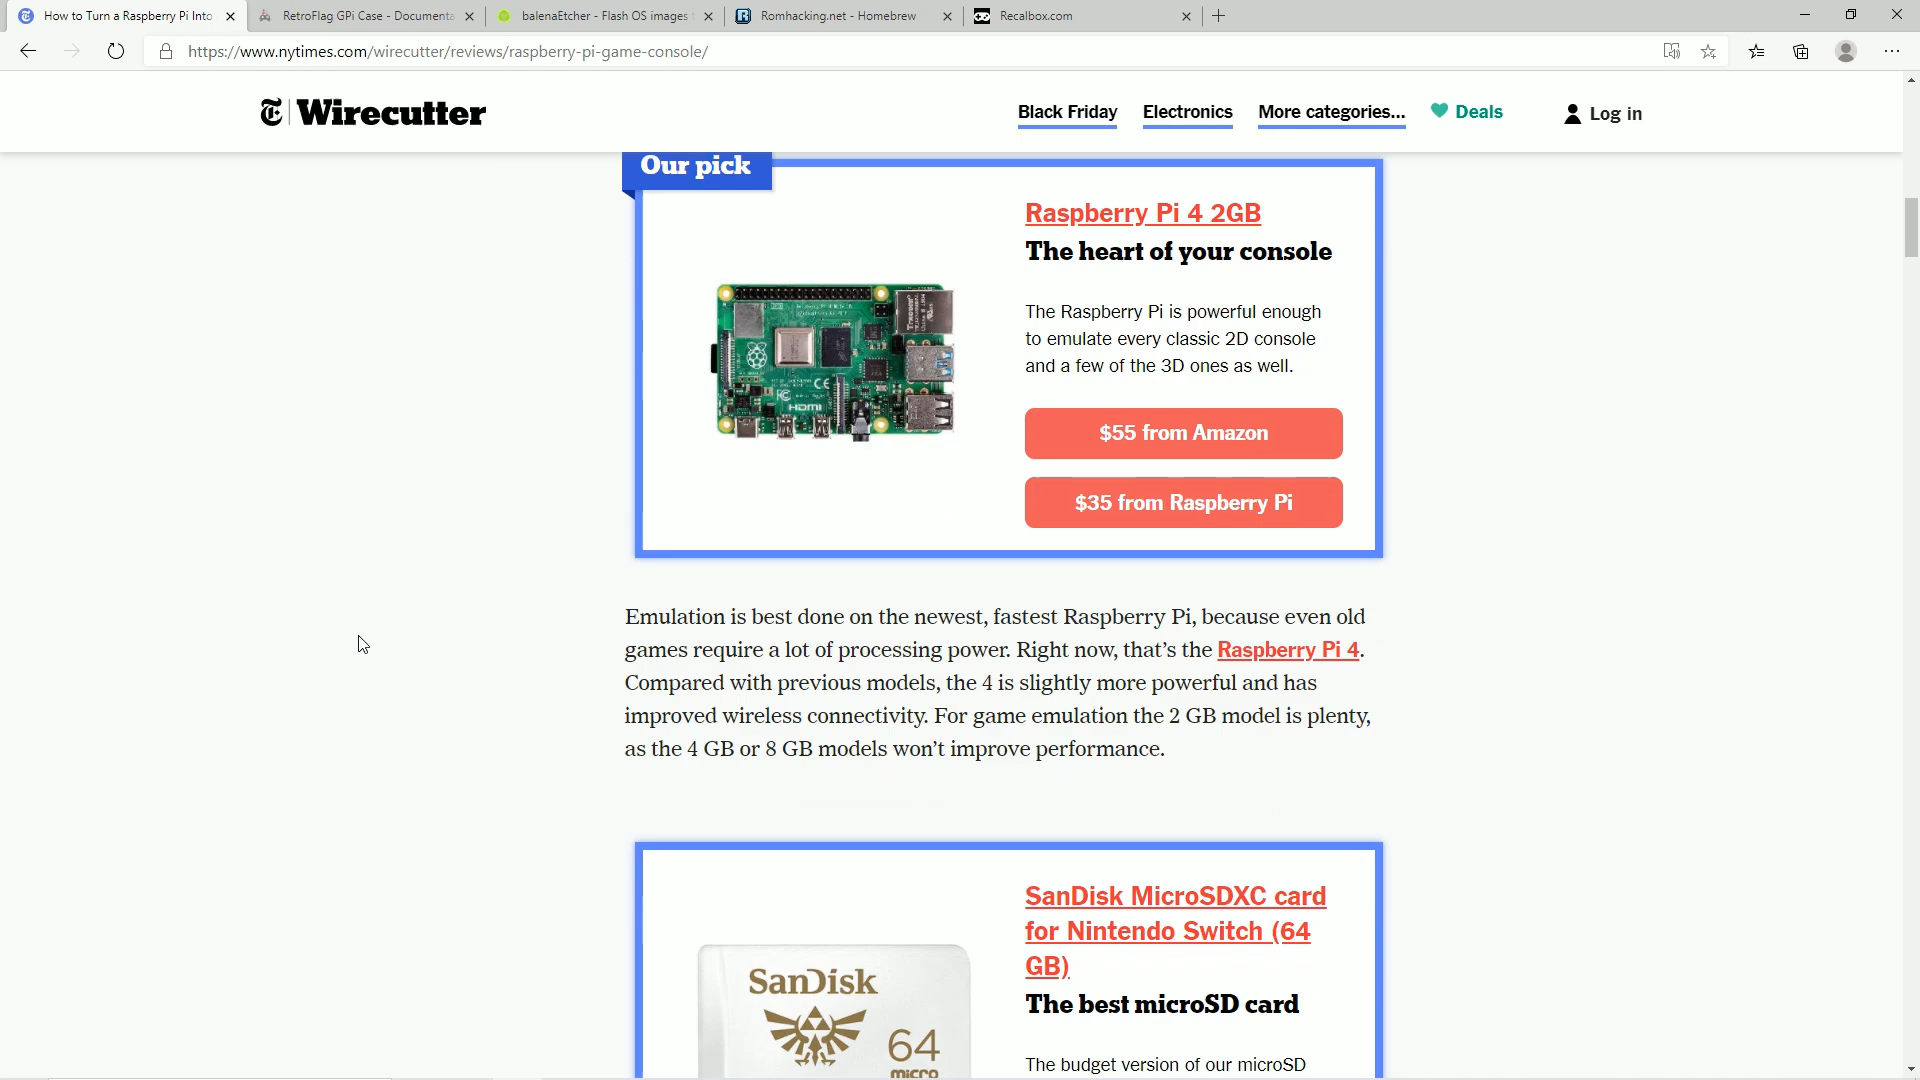 How to Turn a Raspberry Pi Into
RetroFlag GPi Case - Documenta
balenaEtcher - Flash OS images
Romhacking.net - Homebrew
Recalbox.com
https://www.nytimes.com/wirecutter/reviews/raspberry-pi-game-console/
Wirecutter
Black Friday
Electronics
More categories...
Deals
Log in
Our pick
Raspberry Pi 4 2GB
The heart of your console
The Raspberry Pi is powerful enough
to emulate every classic 2D console
and a few of the 3D ones as well.
HDMI
$55 from Amazon
$35 from Raspberry Pi
Emulation is best done on the newest, fastest Raspberry Pi, because even old
games require a lot of processing power. Right now, that’s the Raspberry Pi 4.
Compared with previous models, the 4 is slightly more powerful and has
improved wireless connectivity. For game emulation the 2 GB model is plenty,
as the 4 GB or 8 GB models won’t improve performance.
SanDisk MicroSDXC card
for Nintendo Switch (64
GB)
The best microSD card
The budget version of our microSD
SanDisk
64
micro